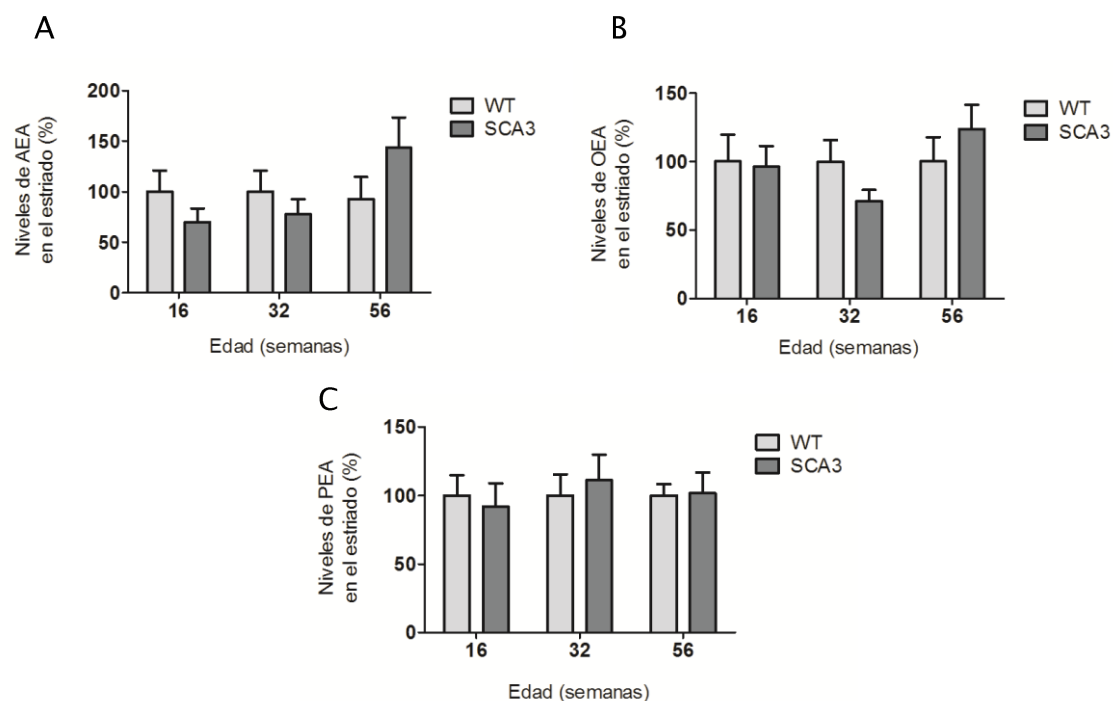 A
Niveles de AEA
en el estriado (%)
200
150
100
50
0
16
32
56
Edad (semanas)
WT
SCA3
B
Niveles de OEA
en el estriado (%)
150
100
50
0
16
32
56
Edad (semanas)
WT
SCA3
C
Niveles de PEA
en el estriado (%)
150
100
50
0
16
32
56
Edad (semanas)
WT
SCA3